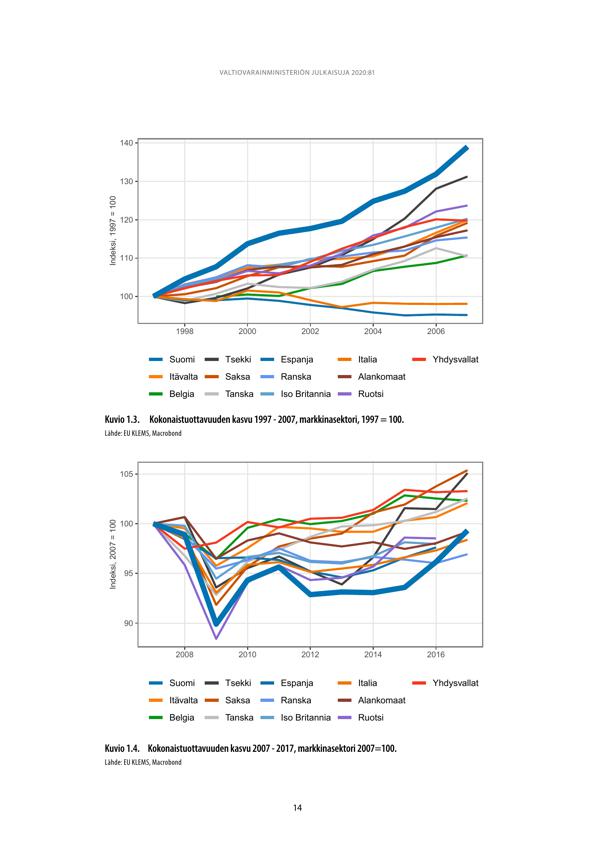 VALTIOVARAINMINISTERIÖN JULKAISUJA 2020:81
140
130
120
110
100
Indeksi, 1997 = 100
1998 2000 2002 2004 2006
Suomi Tsekki Espanja Italia Yhdysvallat
Itävalta Saksa Ranska Alankomaat
Belgia Tanska Iso Britannia Ruotsi
Kuvio 1.3. Kokonaistuottavuuden kasvu 1997 - 2007, markkinasektori, 1997 = 100.
Lähde: EU KLEMS, Macrobond
105
100
95
90
Indeksi, 2007 = 100
2008 2010 2012 2014 2016
Suomi Tsekki Espanja Italia Yhdysvallat
Itävalta Saksa Ranska Alankomaat
Belgia Tanska Iso Britannia Ruotsi
Kuvio 1.4. Kokonaistuottavuuden kasvu 2007 - 2017, markkinasektori 2007=100.
Lähde: EU KLEMS, Macrobond
14